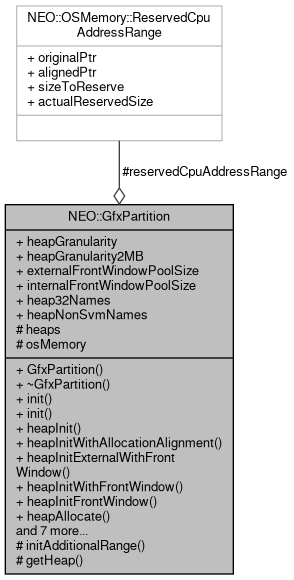 NEO::OSMemory::ReservedCpu
AddressRange
+ originalPtr
+ alignedPtr
+ sizeToReserve
+ actualReservedSize
#reservedCpuAddressRange
NEO::GfxPartition
+ heapGranularity
+ heapGranularity2MB
+ externalFrontWindowPoolSize
+ internalFrontWindowPoolSize
+ heap32Names
+ heapNonSvmNames
# heaps
# osMemory
+ GfxPartition()
+ ~GfxPartition()
+ init()
+ init()
+ heapInit()
+ heapInitWithAllocationAlignment()
+ heapInitExternalWithFront
Window()
+ heapInitWithFrontWindow()
+ heapInitFrontWindow()
+ heapAllocate()
and 7 more...
# initAdditionalRange()
# getHeap()